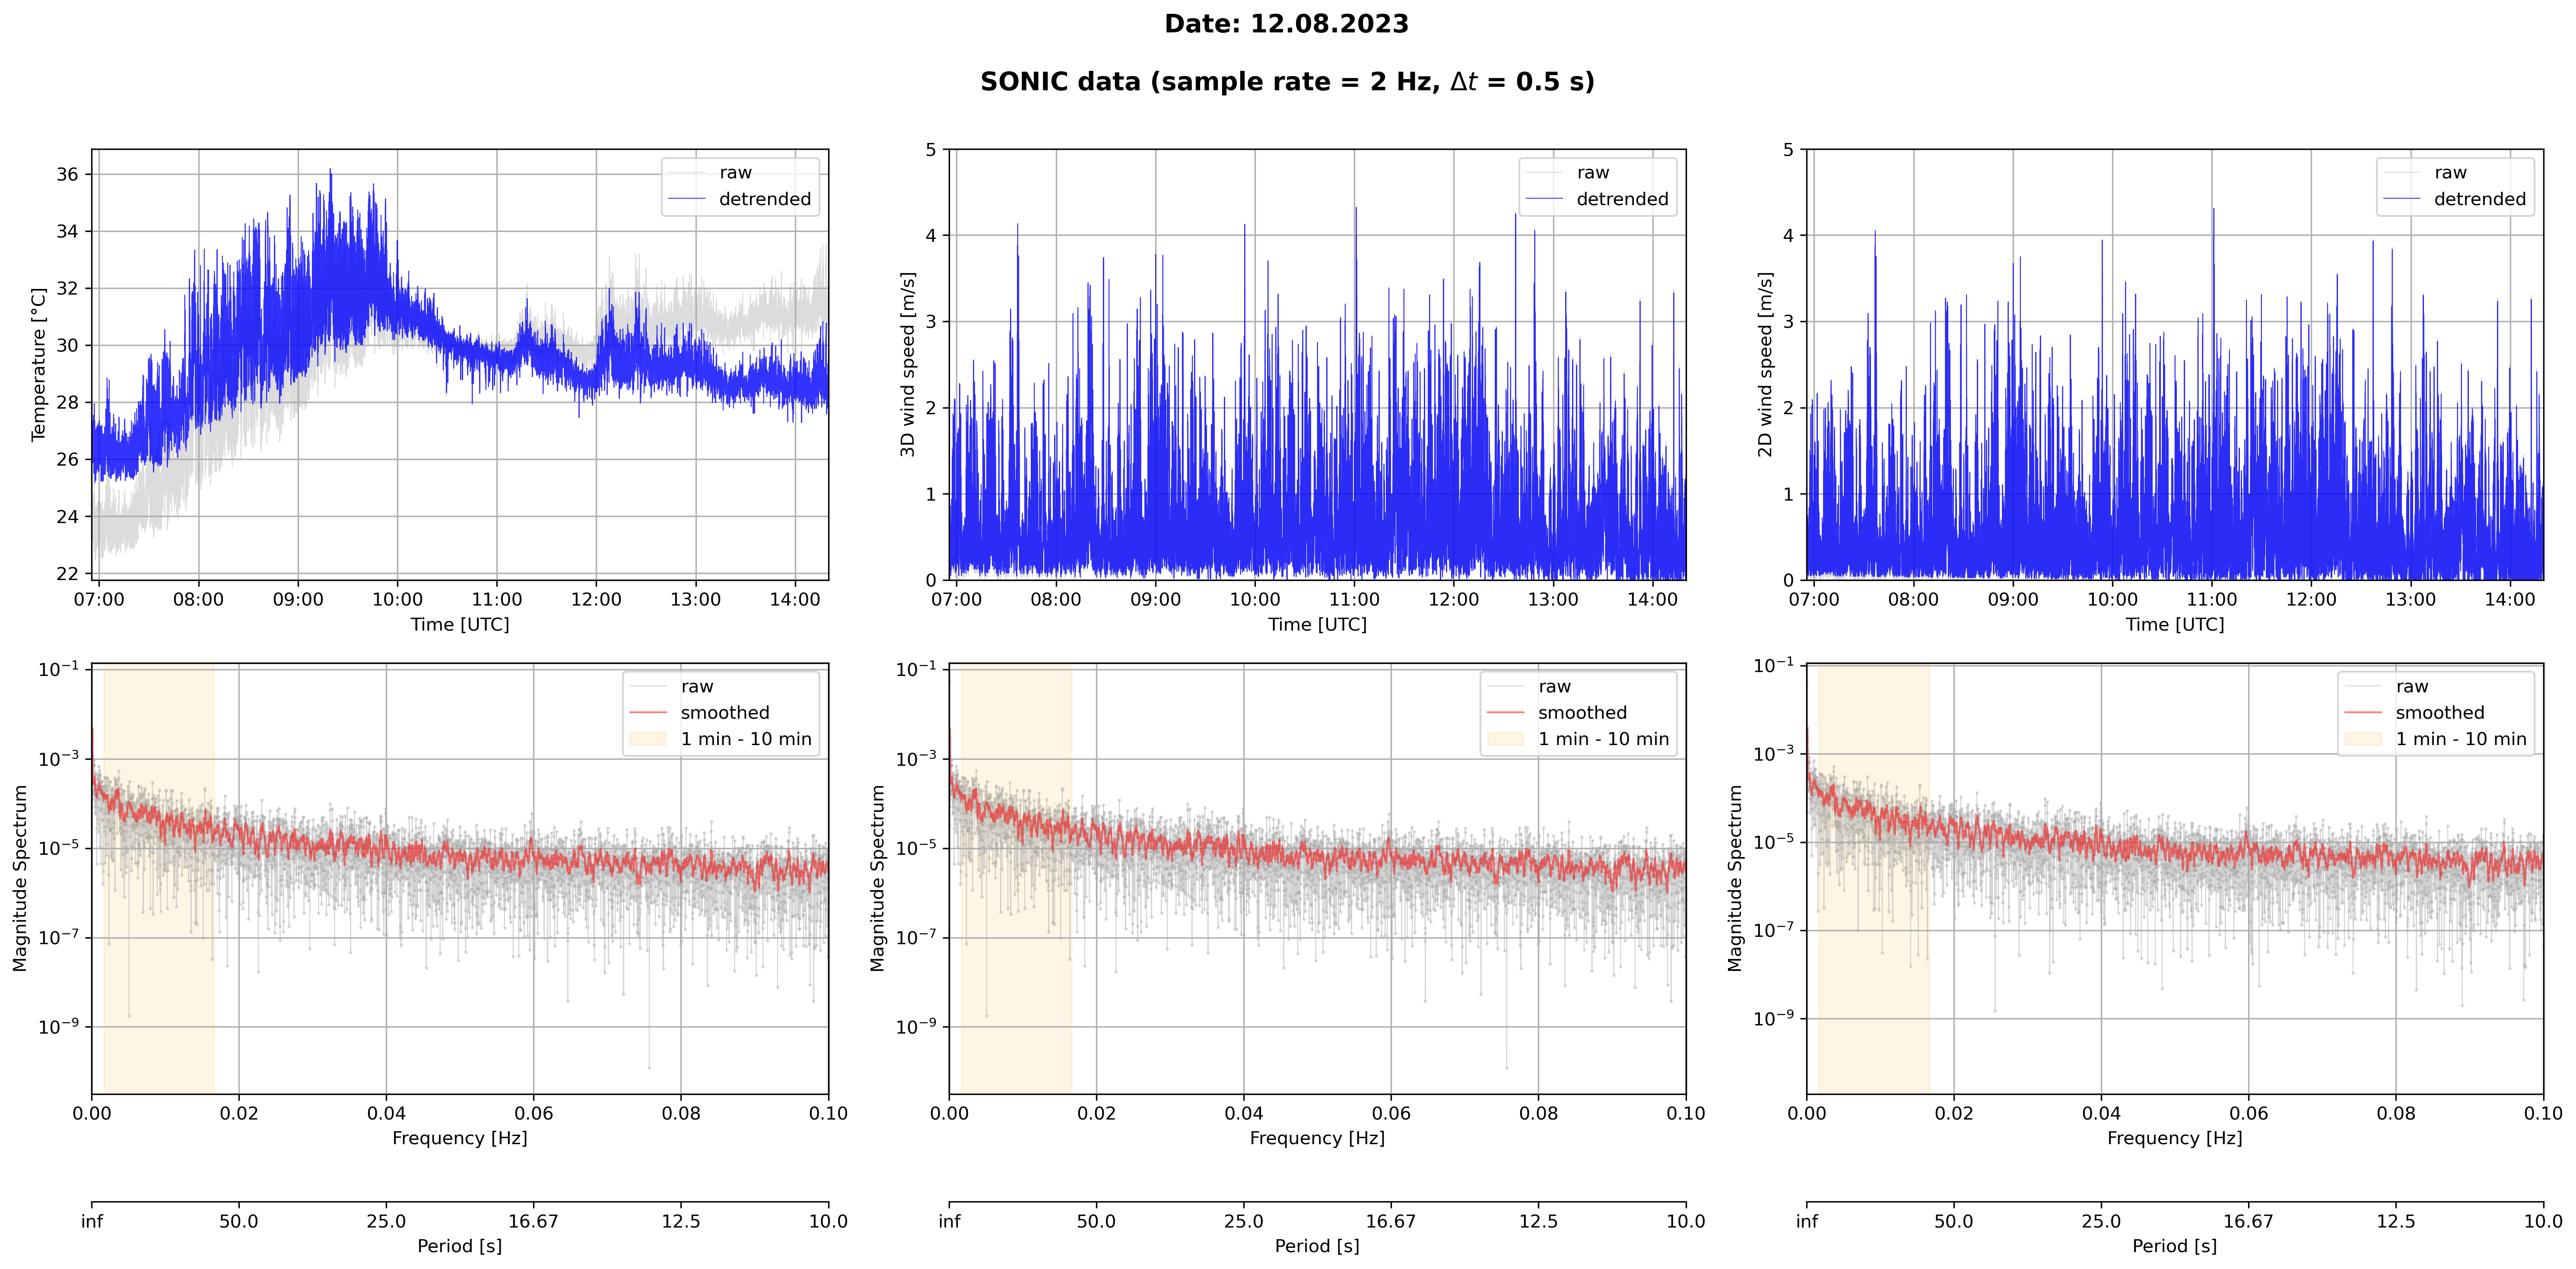 Date: 12.08.2023
SONIC data (sample rate = 2 Hz, Δt = 0.5 s)
Temperature [°C]
36
34
32
30
28
26
24
22
raw
detrended
07:00 08:00 09:00 10:00 11:00 12:00 13:00 14:00
Time [UTC]
3D wind speed [m/s]
5
4
3
2
1
0
raw
detrended
07:00 08:00 09:00 10:00 11:00 12:00 13:00 14:00
Time [UTC]
2D wind speed [m/s]
5
4
3
2
1
0
raw
detrended
07:00 08:00 09:00 10:00 11:00 12:00 13:00 14:00
Time [UTC]
Magnitude Spectrum
10⁻¹
10⁻³
10⁻⁵
10⁻⁷
10⁻⁹
raw
smoothed
1 min - 10 min
0.00 0.02 0.04 0.06 0.08 0.10
Frequency [Hz]
inf 50.0 25.0 16.67 12.5 10.0
Period [s]
Magnitude Spectrum
10⁻¹
10⁻³
10⁻⁵
10⁻⁷
10⁻⁹
raw
smoothed
1 min - 10 min
0.00 0.02 0.04 0.06 0.08 0.10
Frequency [Hz]
inf 50.0 25.0 16.67 12.5 10.0
Period [s]
Magnitude Spectrum
10⁻¹
10⁻³
10⁻⁵
10⁻⁷
10⁻⁹
raw
smoothed
1 min - 10 min
0.00 0.02 0.04 0.06 0.08 0.10
Frequency [Hz]
inf 50.0 25.0 16.67 12.5 10.0
Period [s]